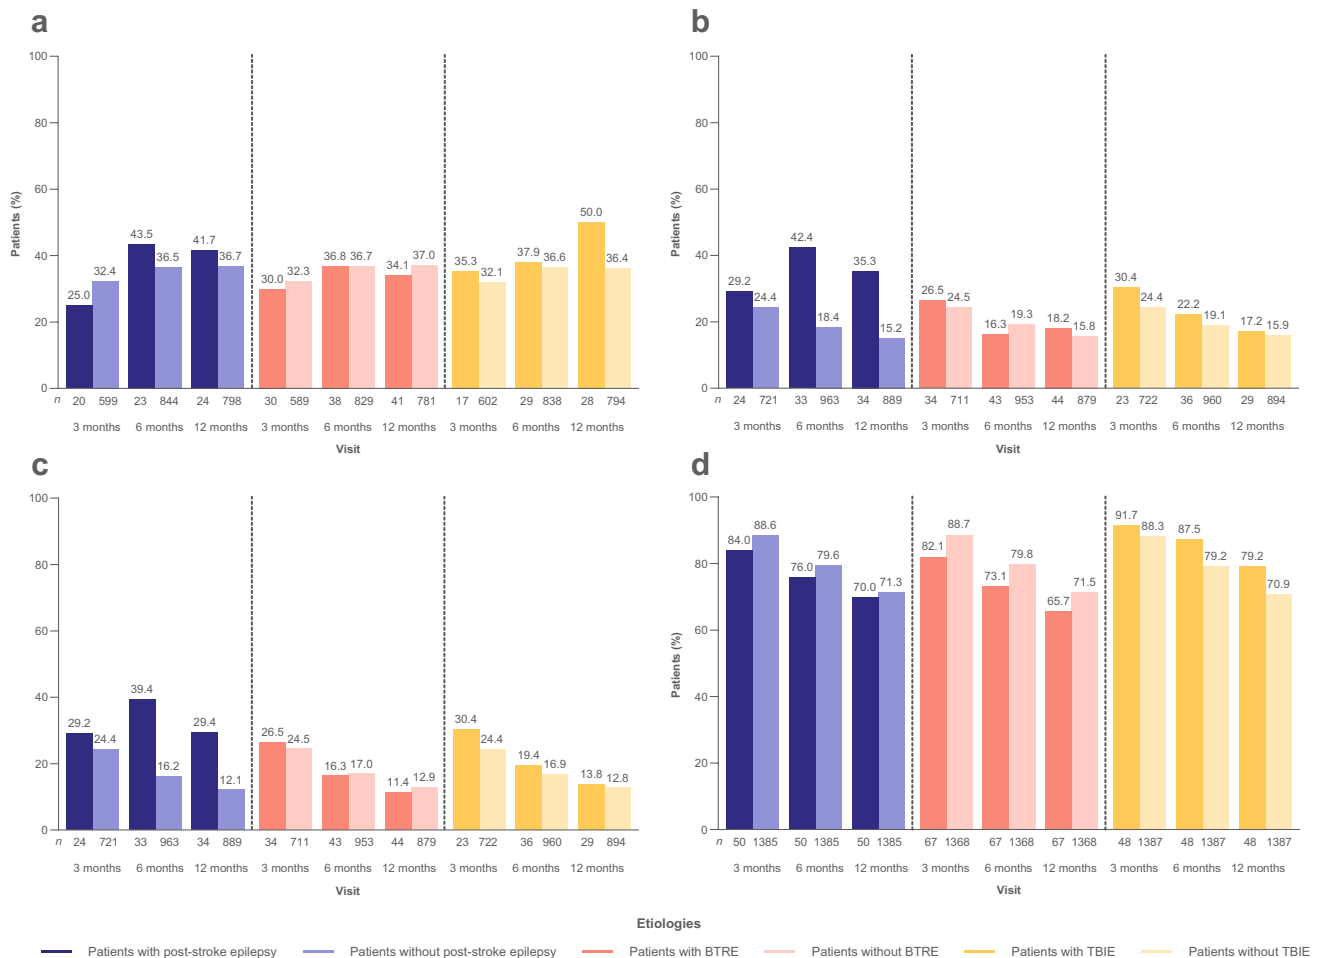 a
100
80
60
40
20
0
Patients (%)
25.0 32.4 43.5 36.5 41.7 36.7 30.0 32.3 36.8 36.7 34.1 37.0 35.3 32.1 37.9 36.6 50.0 36.4
n 20 599 23 844 24 798 30 589 38 829 41 781 17 602 29 838 28 794
3 months 6 months 12 months 3 months 6 months 12 months 3 months 6 months 12 months
Visit
b
100
80
60
40
20
0
Patients (%)
29.2 24.4 42.4 18.4 35.3 15.2 26.5 24.5 16.3 19.3 18.2 15.8 30.4 24.4 22.2 19.1 17.2 15.9
n 24 721 33 963 34 889 34 711 43 953 44 879 23 722 36 960 29 894
3 months 6 months 12 months 3 months 6 months 12 months 3 months 6 months 12 months
Visit
c
100
80
60
40
20
0
29.2 24.4 39.4 16.2 29.4 12.1 26.5 24.5 16.3 17.0 11.4 12.9 30.4 24.4 19.4 16.9 13.8 12.8
n 24 721 33 963 34 889 34 711 43 953 44 879 23 722 36 960 29 894
3 months 6 months 12 months 3 months 6 months 12 months 3 months 6 months 12 months
Visit
d
100
80
60
40
20
0
Patients (%)
84.0 88.6 76.0 79.6 70.0 71.3 82.1 88.7 73.1 79.8 65.7 71.5 91.7 88.3 87.5 79.2 79.2 70.9
n 50 1385 50 1385 50 1385 67 1368 67 1368 67 1368 48 1387 48 1387 48 1387
3 months 6 months 12 months 3 months 6 months 12 months 3 months 6 months 12 months
Visit
Etiologies
Patients with post-stroke epilepsy Patients without post-stroke epilepsy Patients with BTRE Patients without BTRE Patients with TBIE Patients without TBIE